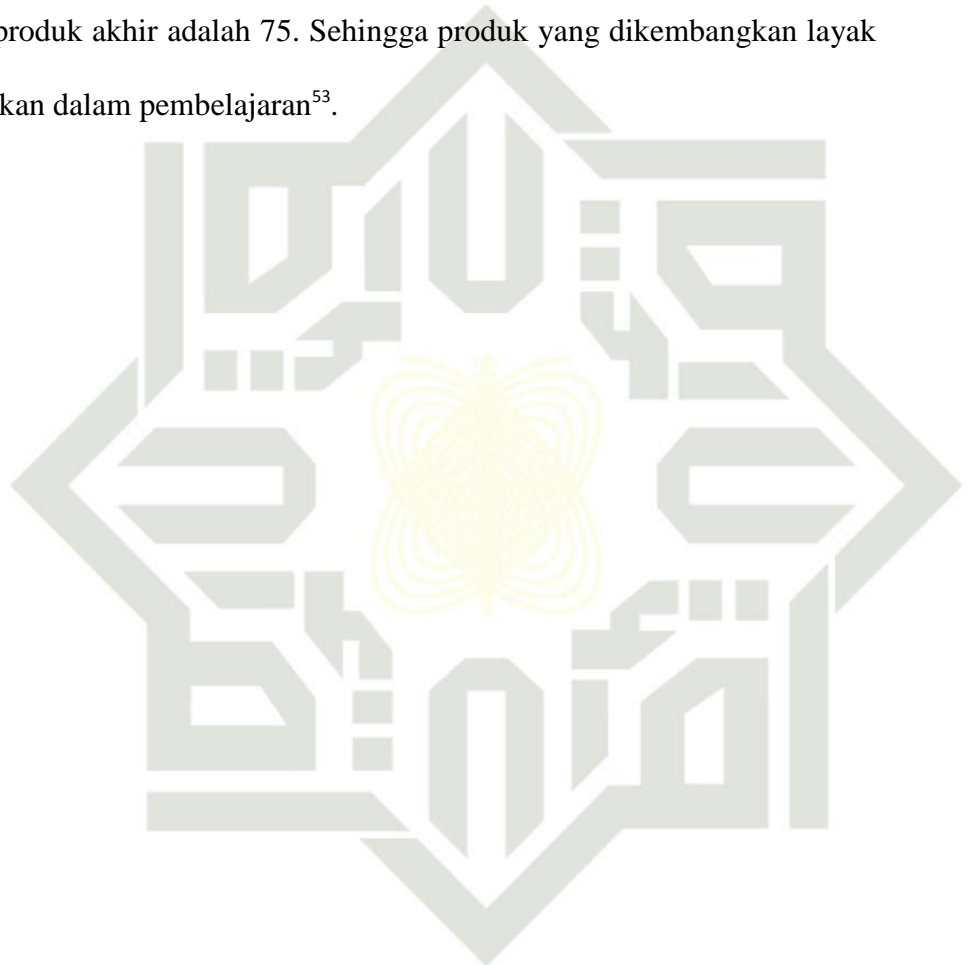 produk akhir adalah 75. Sehingga produk yang dikembangkan layak
kan dalam pembelajaran⁵³.